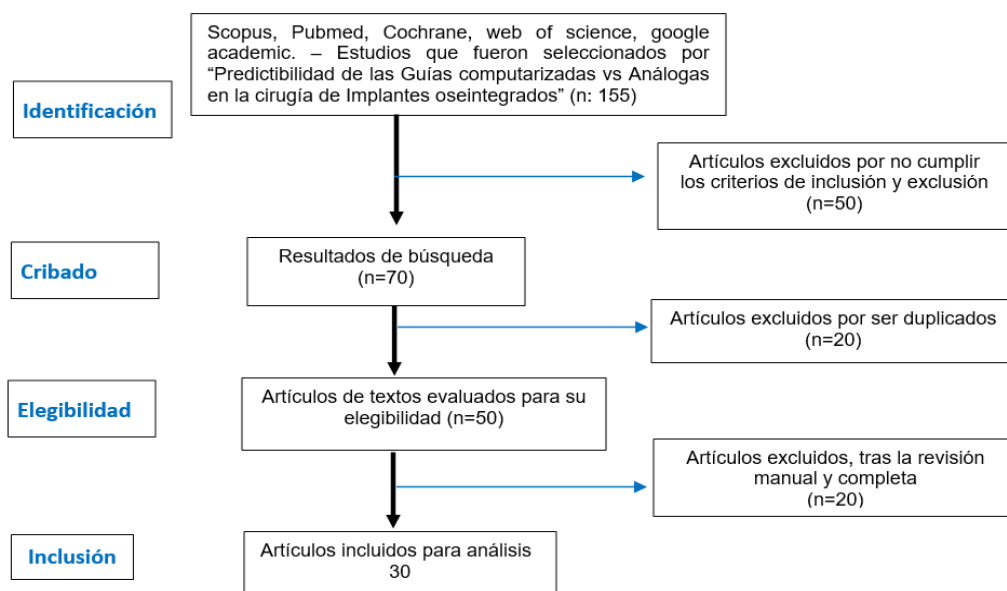 Scopus, Pubmed, Cochrane, web of science, google
academic. – Estudios que fueron seleccionados por
“Predictibilidad de las Guías computarizadas vs Análogas
en la cirugía de Implantes oseintegrados” (n: 155)
Identificación
Artículos excluidos por no cumplir
los criterios de inclusión y exclusión
(n=50)
Cribado
Resultados de búsqueda
(n=70)
Artículos excluidos por ser duplicados
(n=20)
Elegibilidad
Artículos de textos evaluados para su
elegibilidad (n=50)
Artículos excluidos, tras la revisión
manual y completa
(n=20)
Inclusión
Artículos incluidos para análisis
30